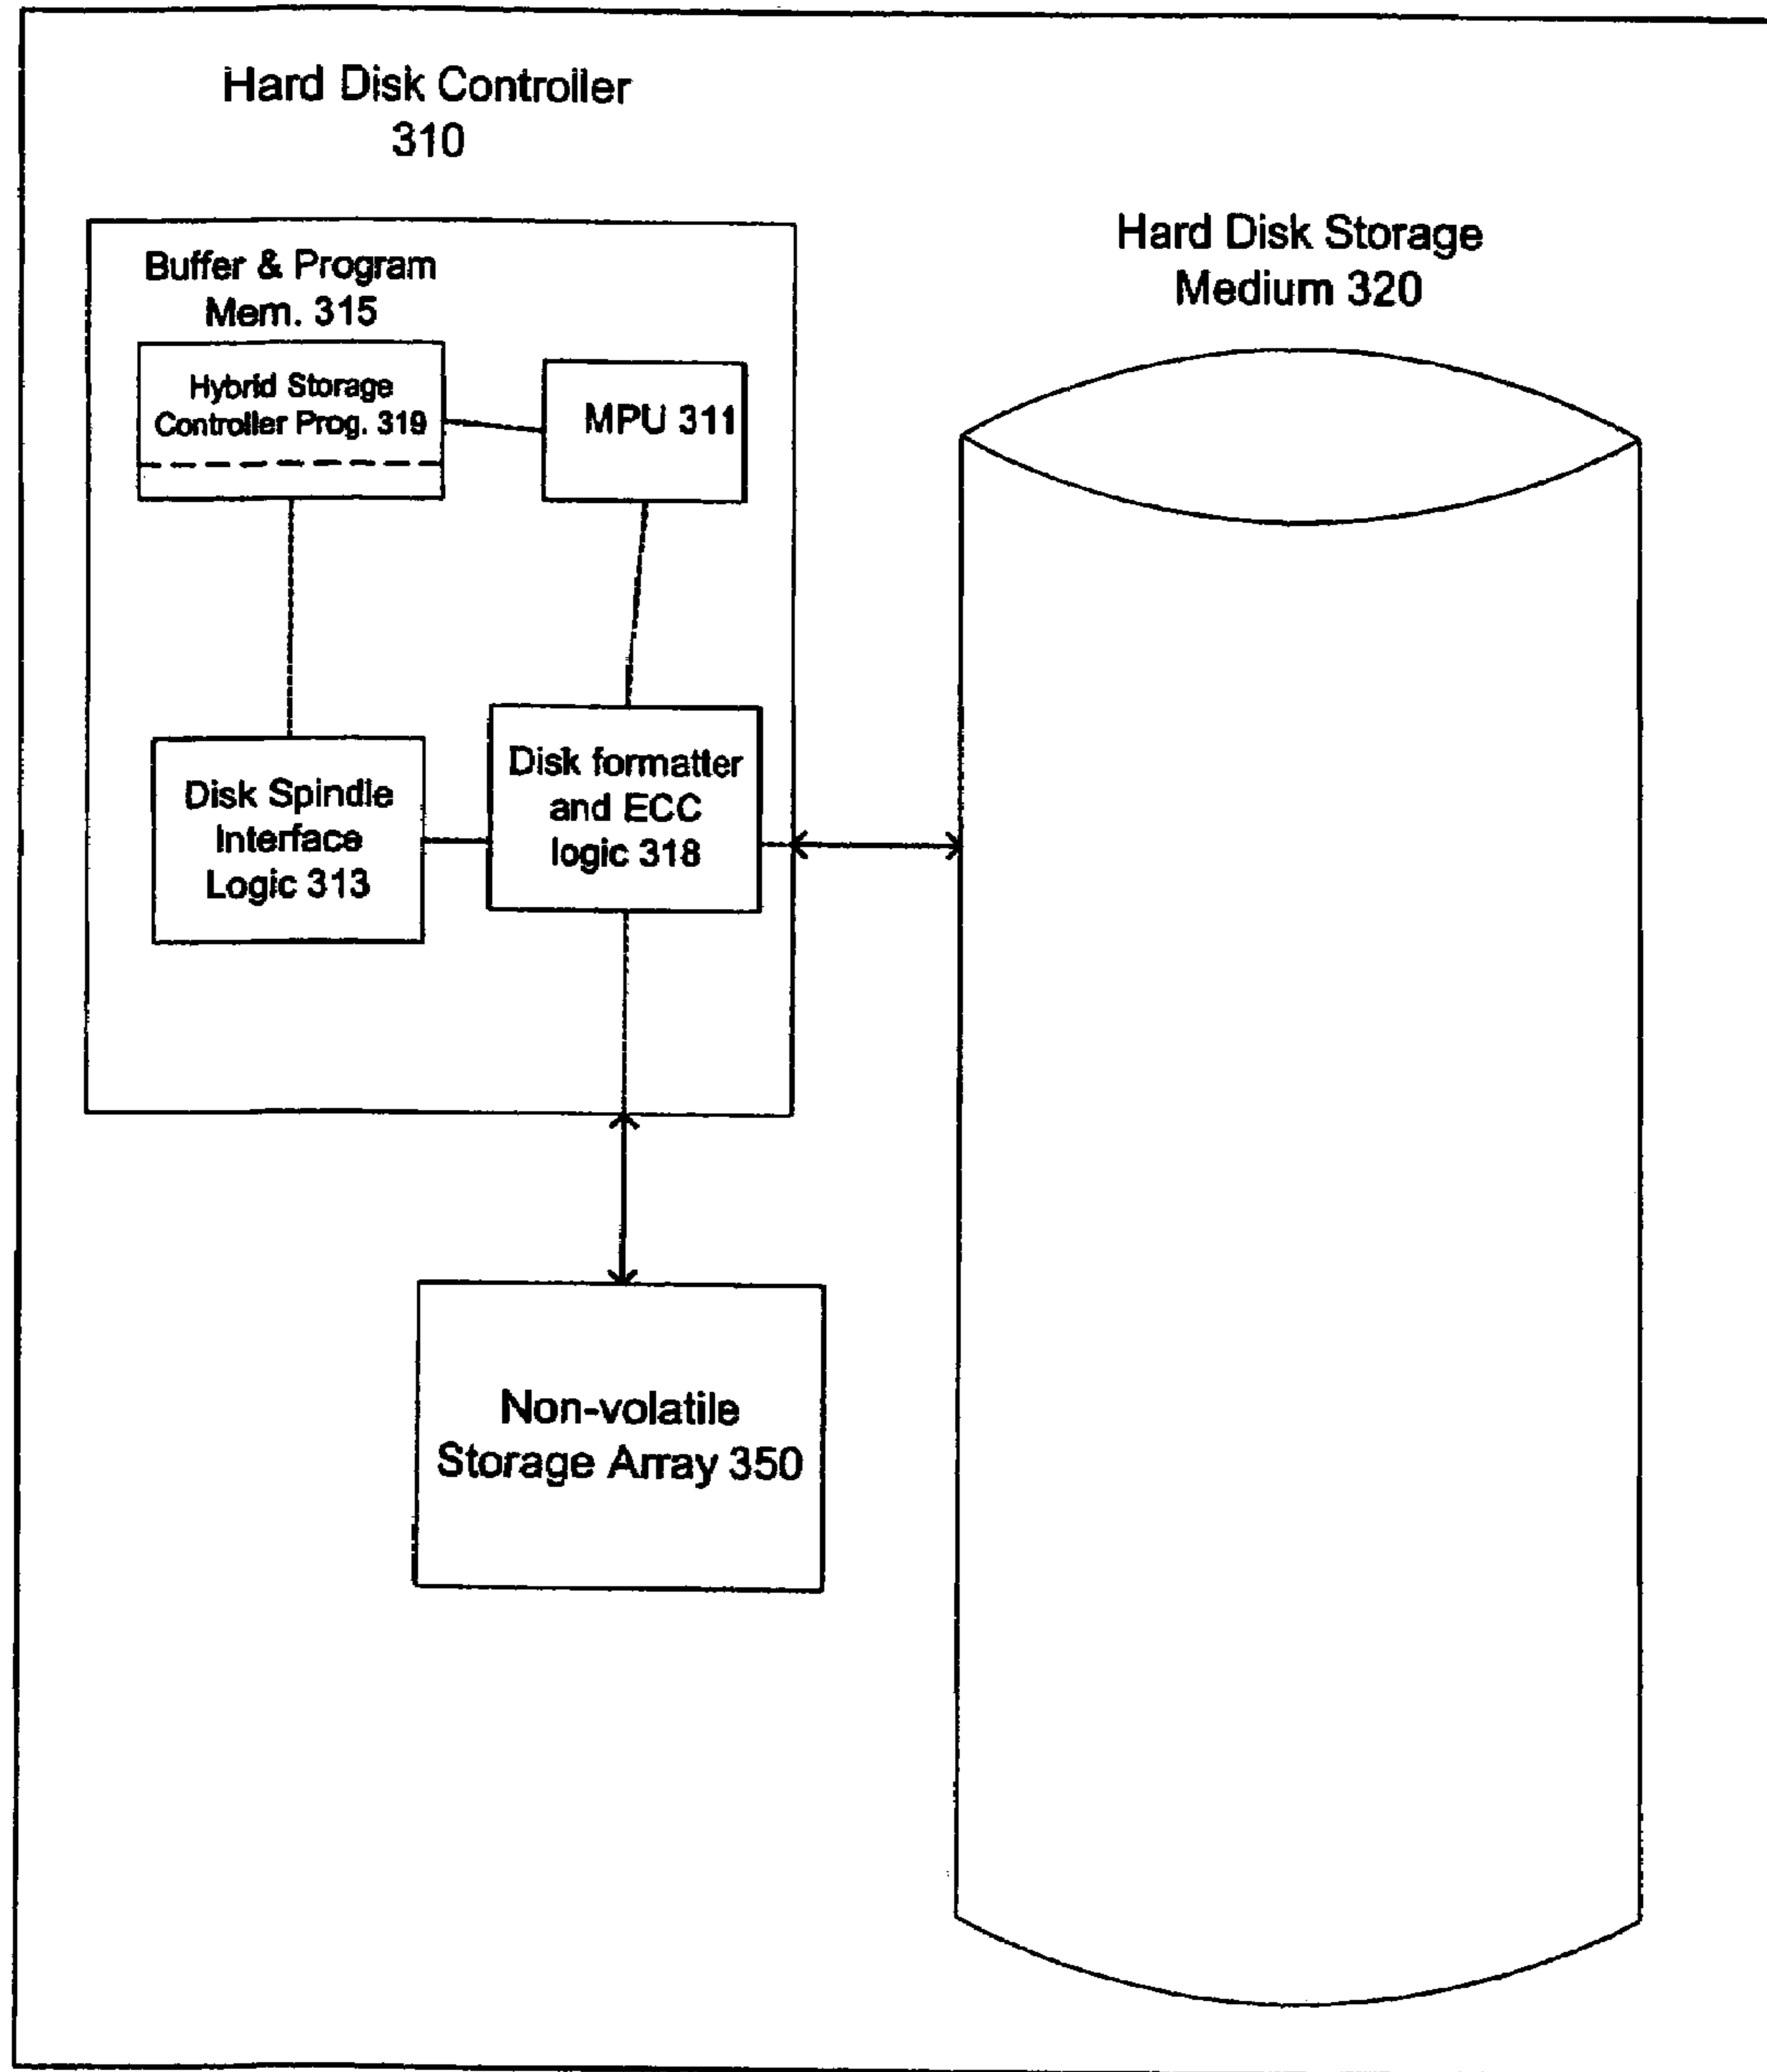 Hard Disk Controller
310
Hard Disk Storage
Medium 320
Buffer & Program
Mem. 315
Hybrid Storage
Controller Prog. 319
MPU 311
Disk Spindle
Interface
Logic 313
Disk formatter
and ECC
logic 318
Non-volatile
Storage Array 350